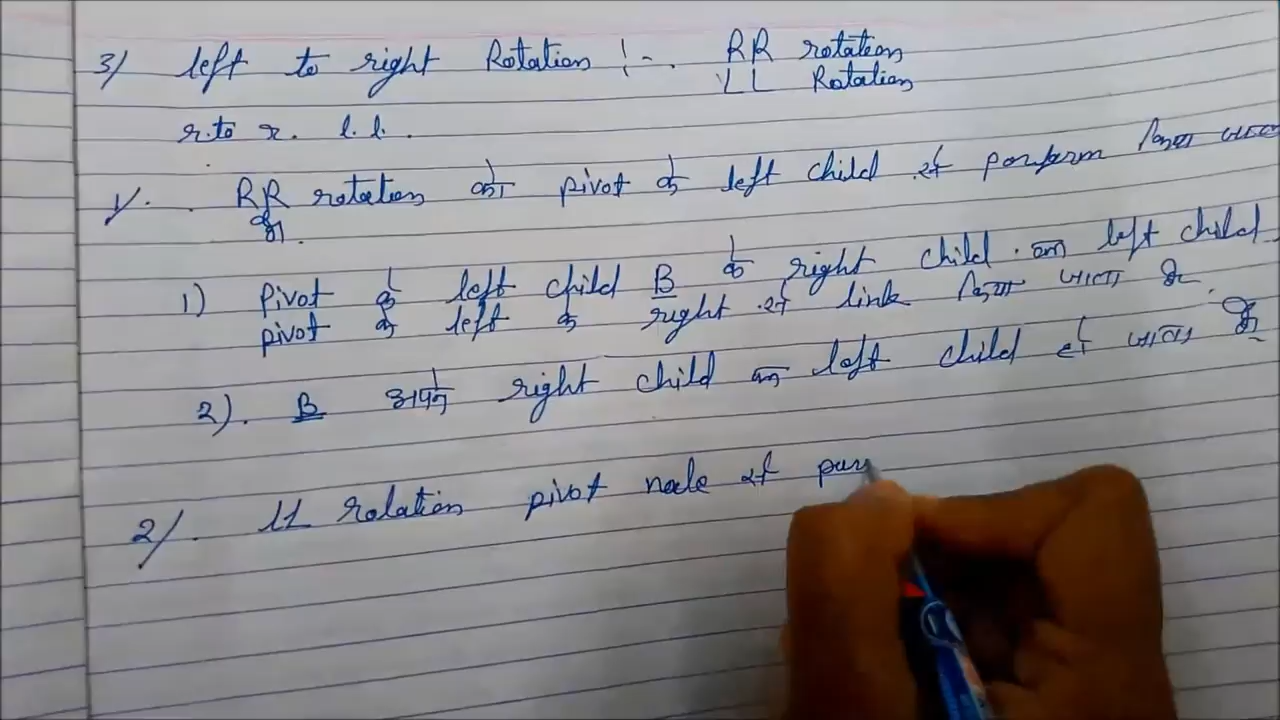 3) left to right Rotation :-. RR rotation
LL Rotation
r to r. l.l.
1. RR rotation को pivot के left child से perform किया जाता
है.
1) Pivot के left child B के right child का left child
pivot के left के right से link किया जाता है.
2). B अपने right child का left child हो जाता है
2). LL rotation pivot node से per